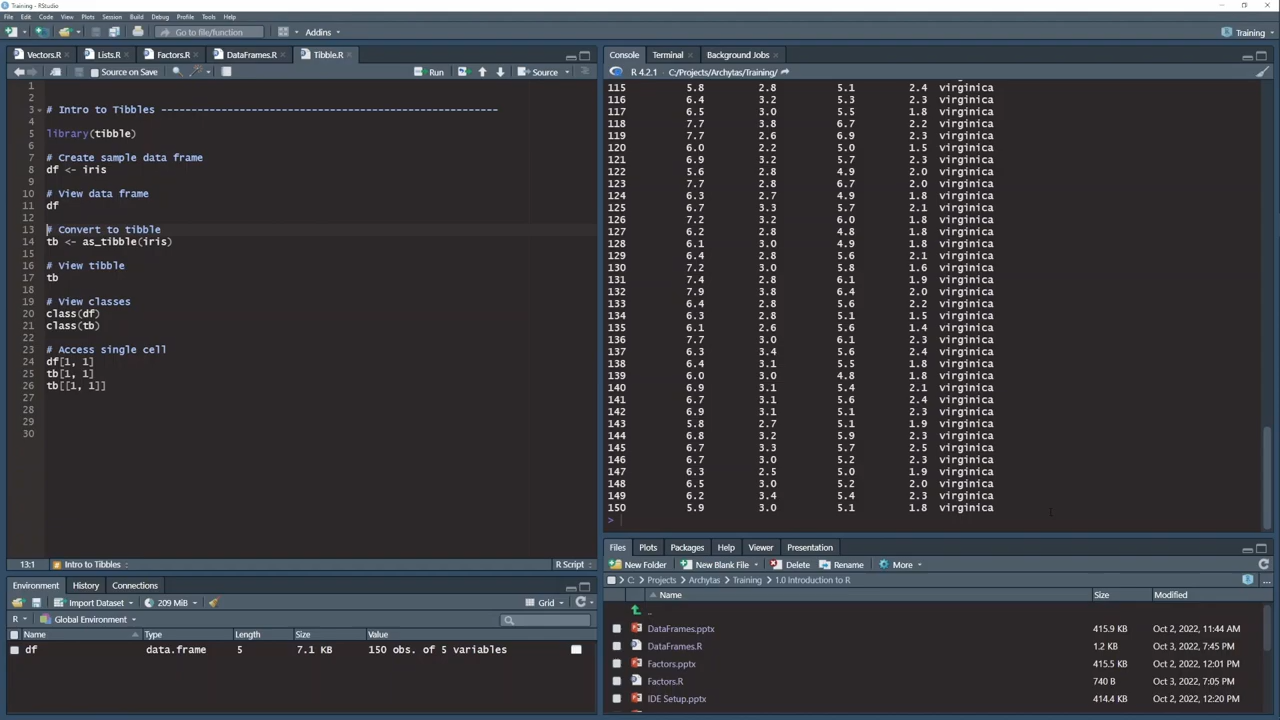 Training - RStudio
File Edit Code View Plots Session Build Debug Profile Tools Help
Go to file/function
Addins
Training
Vectors.R
Lists.R
Factors.R
DataFrames.R
Tibble.R
Source on Save
Run
Source
1
2
3 # Intro to Tibbles ---------------------------------------------------------
4
5 library(tibble)
6
7 # Create sample data frame
8 df <- iris
9
10 # View data frame
11 df
12
13 # Convert to tibble
14 tb <- as_tibble(iris)
15
16 # View tibble
17 tb
18
19 # View classes
20 class(df)
21 class(tb)
22
23 # Access single cell
24 df[1, 1]
25 tb[1, 1]
26 tb[[1, 1]]
27
28
29
30
13:1 Intro to Tibbles R Script
Console Terminal Background Jobs
R 4.2.1 . C:/Projects/Archytas/Training/
115 5.8 2.8 5.1 2.4 virginica
116 6.4 3.2 5.3 2.3 virginica
117 6.5 3.0 5.5 1.8 virginica
118 7.7 3.8 6.7 2.2 virginica
119 7.7 2.6 6.9 2.3 virginica
120 6.0 2.2 5.0 1.5 virginica
121 6.9 3.2 5.7 2.3 virginica
122 5.6 2.8 4.9 2.0 virginica
123 7.7 2.8 6.7 2.0 virginica
124 6.3 2.7 4.9 1.8 virginica
125 6.7 3.3 5.7 2.1 virginica
126 7.2 3.2 6.0 1.8 virginica
127 6.2 2.8 4.8 1.8 virginica
128 6.1 3.0 4.9 1.8 virginica
129 6.4 2.8 5.6 2.1 virginica
130 7.2 3.0 5.8 1.6 virginica
131 7.4 2.8 6.1 1.9 virginica
132 7.9 3.8 6.4 2.0 virginica
133 6.4 2.8 5.6 2.2 virginica
134 6.3 2.8 5.1 1.5 virginica
135 6.1 2.6 5.6 1.4 virginica
136 7.7 3.0 6.1 2.3 virginica
137 6.3 3.4 5.6 2.4 virginica
138 6.4 3.1 5.5 1.8 virginica
139 6.0 3.0 4.8 1.8 virginica
140 6.9 3.1 5.4 2.1 virginica
141 6.7 3.1 5.6 2.4 virginica
142 6.9 3.1 5.1 2.3 virginica
143 5.8 2.7 5.1 1.9 virginica
144 6.8 3.2 5.9 2.3 virginica
145 6.7 3.3 5.7 2.5 virginica
146 6.7 3.0 5.2 2.3 virginica
147 6.3 2.5 5.0 1.9 virginica
148 6.5 3.0 5.2 2.0 virginica
149 6.2 3.4 5.4 2.3 virginica
150 5.9 3.0 5.1 1.8 virginica
>
Environment History Connections
Import Dataset 209 MiB Grid
R Global Environment
Name Type Length Size Value
df data.frame 5 7.1 KB 150 obs. of 5 variables
Files Plots Packages Help Viewer Presentation
New Folder New Blank File Delete Rename More
C: Projects Archytas Training 1.0 Introduction to R
Name Size Modified
..
DataFrames.pptx 415.9 KB Oct 2, 2022, 11:44 AM
DataFrames.R 1.2 KB Oct 3, 2022, 7:45 PM
Factors.pptx 415.5 KB Oct 2, 2022, 12:01 PM
Factors.R 740 B Oct 3, 2022, 7:05 PM
IDE Setup.pptx 414.4 KB Oct 2, 2022, 12:20 PM